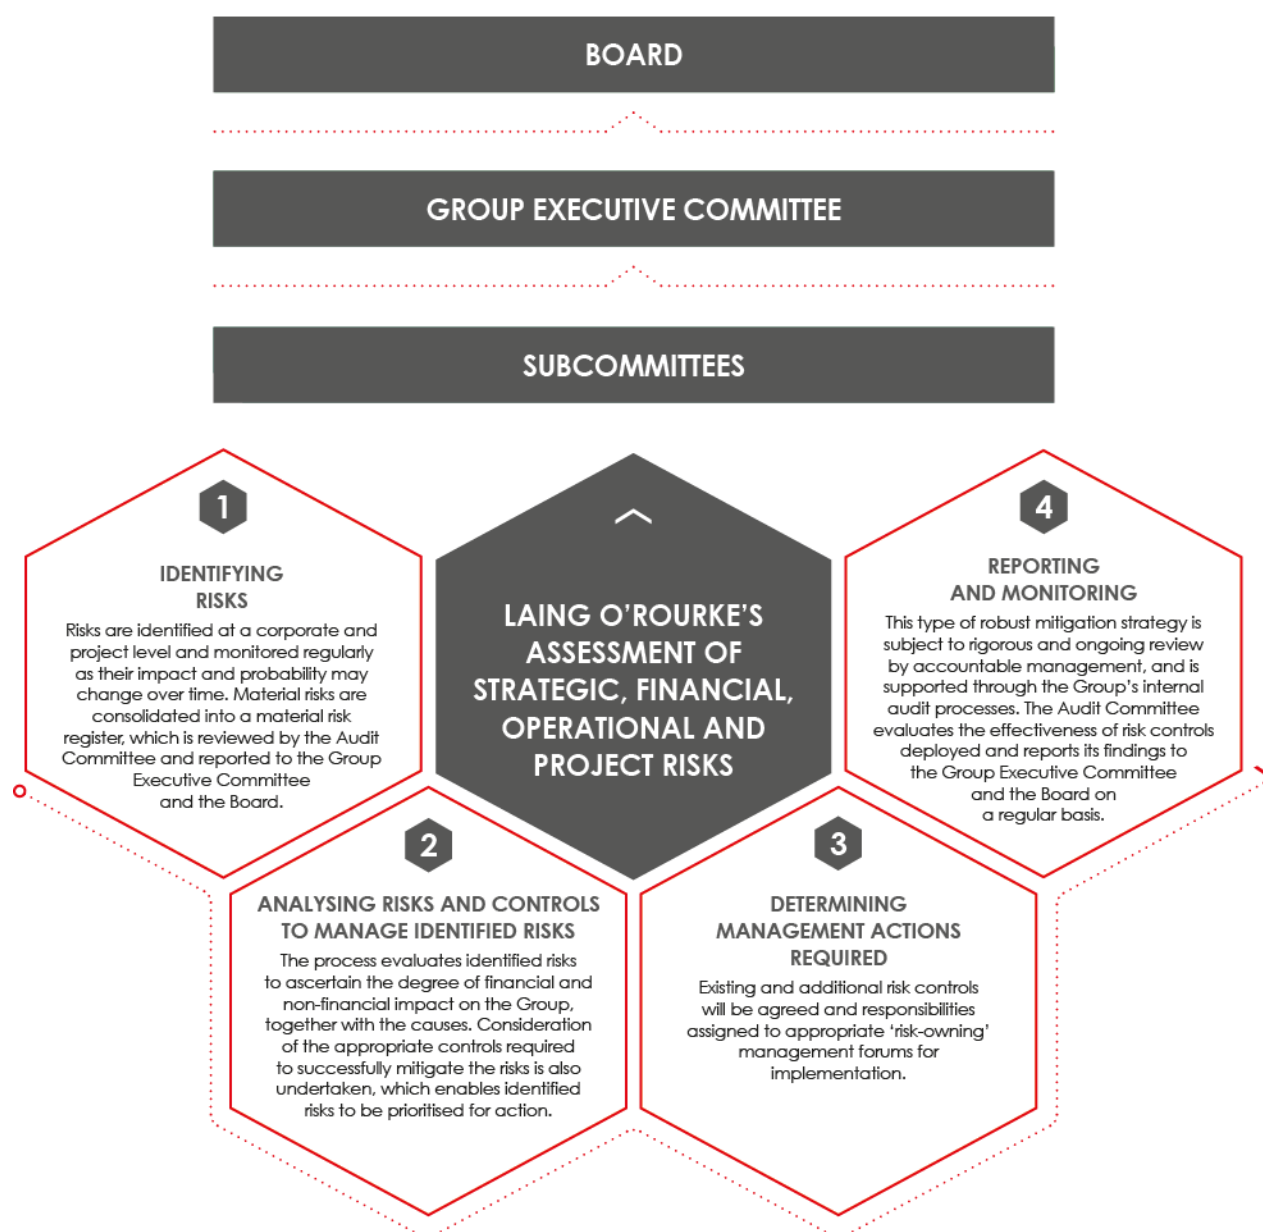 BOARD
GROUP EXECUTIVE COMMITTEE
SUBCOMMITTEES
1
IDENTIFYING
RISKS
Risks are identified at a corporate and
project level and monitored regularly
as their impact and probability may
change over time. Material risks are
consolidated into a material risk
register, which is reviewed by the Audit
Committee and reported to the Group
Executive Committee
and the Board.
LAING O’ROURKE’S
ASSESSMENT OF
STRATEGIC, FINANCIAL,
OPERATIONAL AND
PROJECT RISKS
2
ANALYSING RISKS AND CONTROLS
TO MANAGE IDENTIFIED RISKS
The process evaluates identified risks
to ascertain the degree of financial and
non-financial impact on the Group,
together with the causes. Consideration
of the appropriate controls required
to successfully mitigate the risks is also
undertaken, which enables identified
risks to be prioritised for action.
3
DETERMINING
MANAGEMENT ACTIONS
REQUIRED
Existing and additional risk controls
will be agreed and responsibilities
assigned to appropriate ‘risk-owning’
management forums for
implementation.
4
REPORTING
AND MONITORING
This type of robust mitigation strategy is
subject to rigorous and ongoing review
by accountable management, and is
supported through the Group’s internal
audit processes. The Audit Committee
evaluates the effectiveness of risk controls
deployed and reports its findings to
the Group Executive Committee
and the Board on
a regular basis.